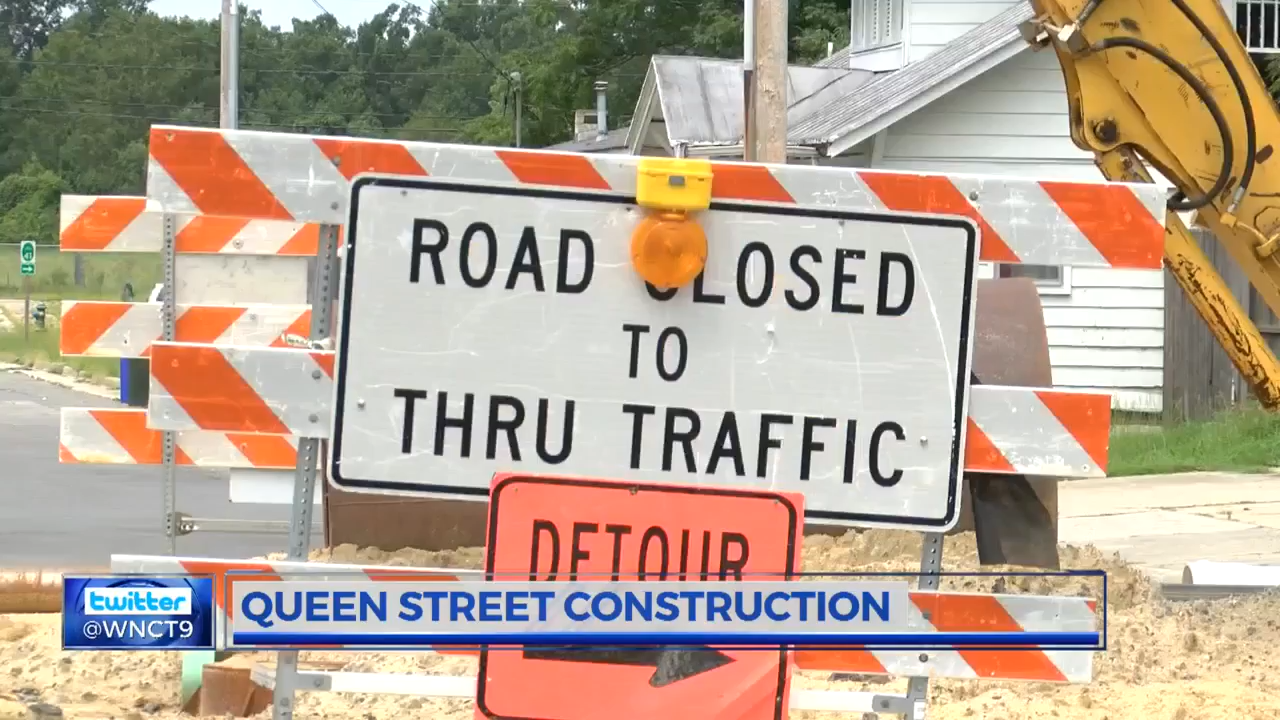 ROAD CLOSED
TO
THRU TRAFFIC
DETOUR
twitter
@WNCT9
QUEEN STREET CONSTRUCTION